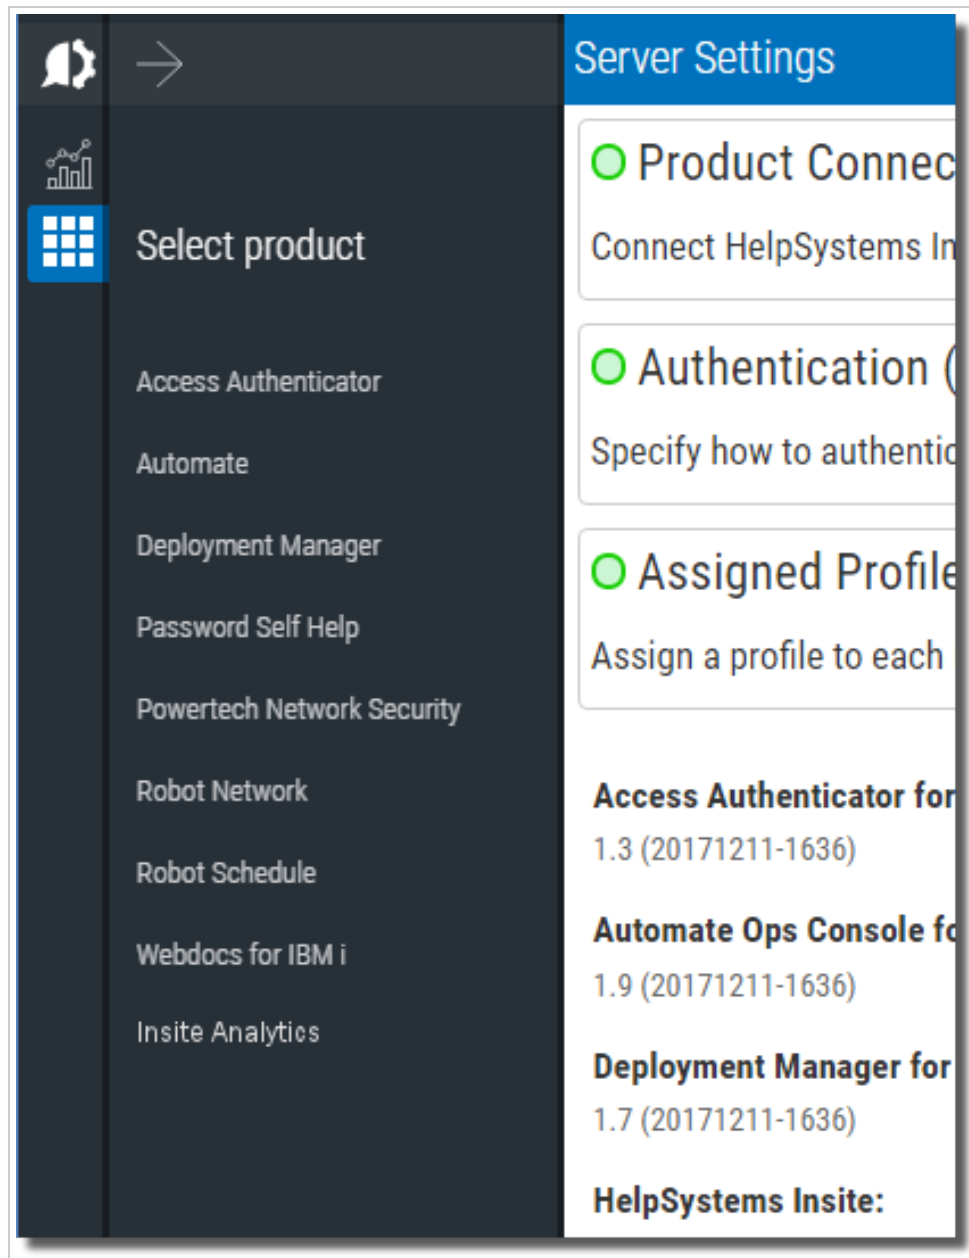 Select product
Access Authenticator
Automate
Deployment Manager
Password Self Help
Powertech Network Security
Robot Network
Robot Schedule
Webdocs for IBM i
Insite Analytics
Server Settings
Product Connec
Connect HelpSystems In
Authentication (
Specify how to authentic
Assigned Profile
Assign a profile to each
Access Authenticator for
1.3 (20171211-1636)
Automate Ops Console fo
1.9 (20171211-1636)
Deployment Manager for
1.7 (20171211-1636)
HelpSystems Insite: